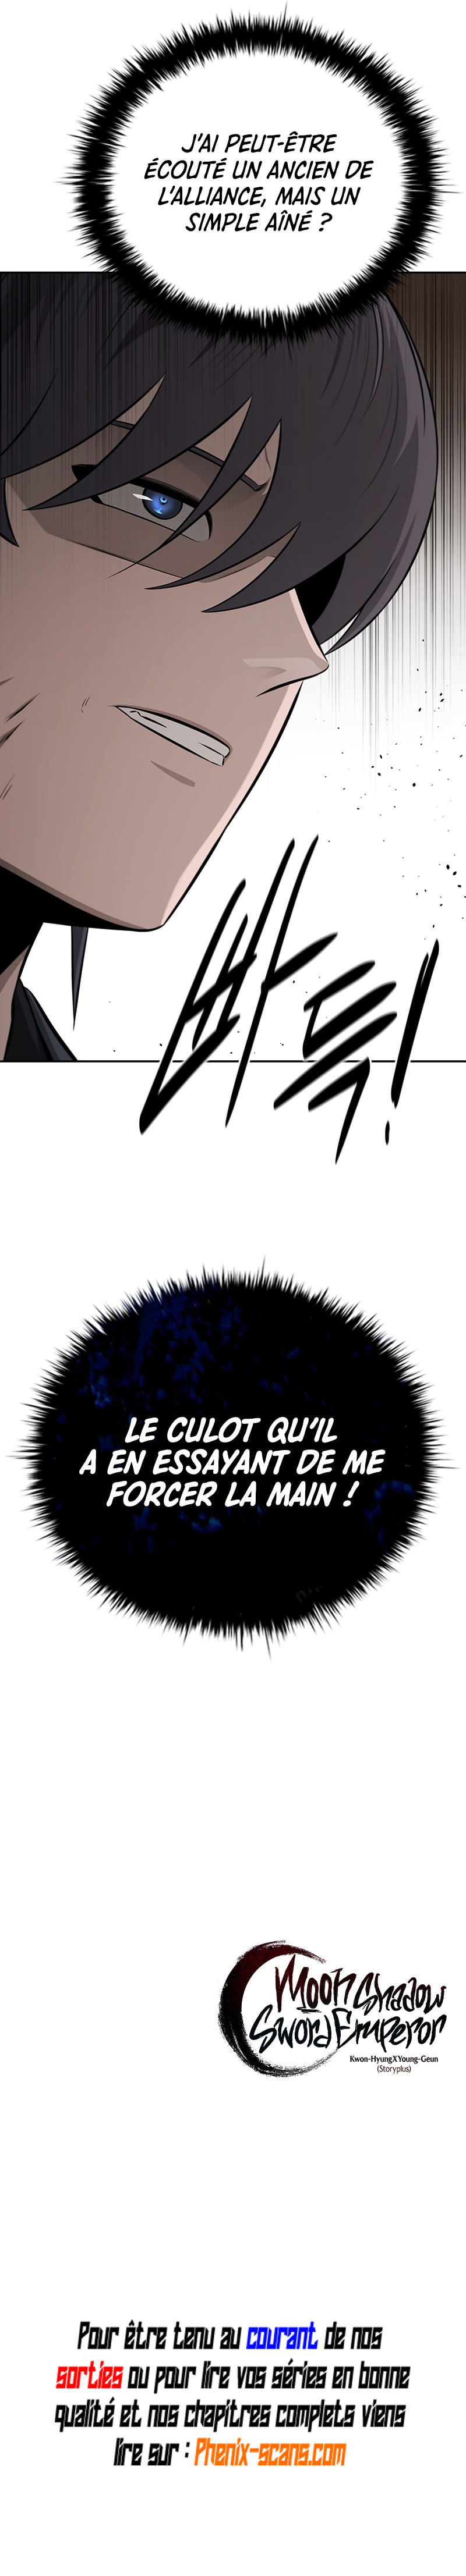 J'AI PEUT-ÊTRE
ÉCOUTÉ UN ANCIEN DE
L'ALLIANCE, MAIS UN
SIMPLE AÎNÉ ?
빠득!
LE CULOT QU'IL
A EN ESSAYANT DE ME
FORCER LA MAIN !
Moon Shadow
Sword Emperor
Kwon-HyungXYoung-Geun
(Storyplus)
Pour être tenu au courant de nos
sorties ou pour lire vos séries en bonne
qualité et nos chapitres complets viens
lire sur : Phenix-scans.com